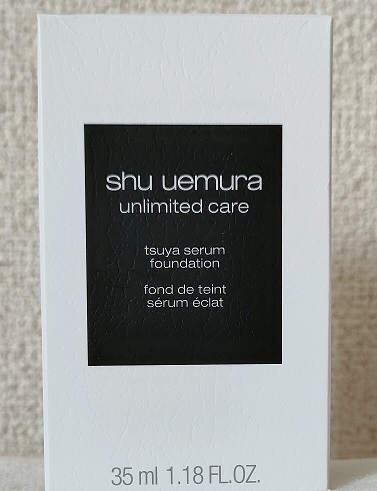 shu uemura
unlimited care
tsuya serum
foundation
fond de teint
sérum éclat
35 ml 1.18 FL.OZ.